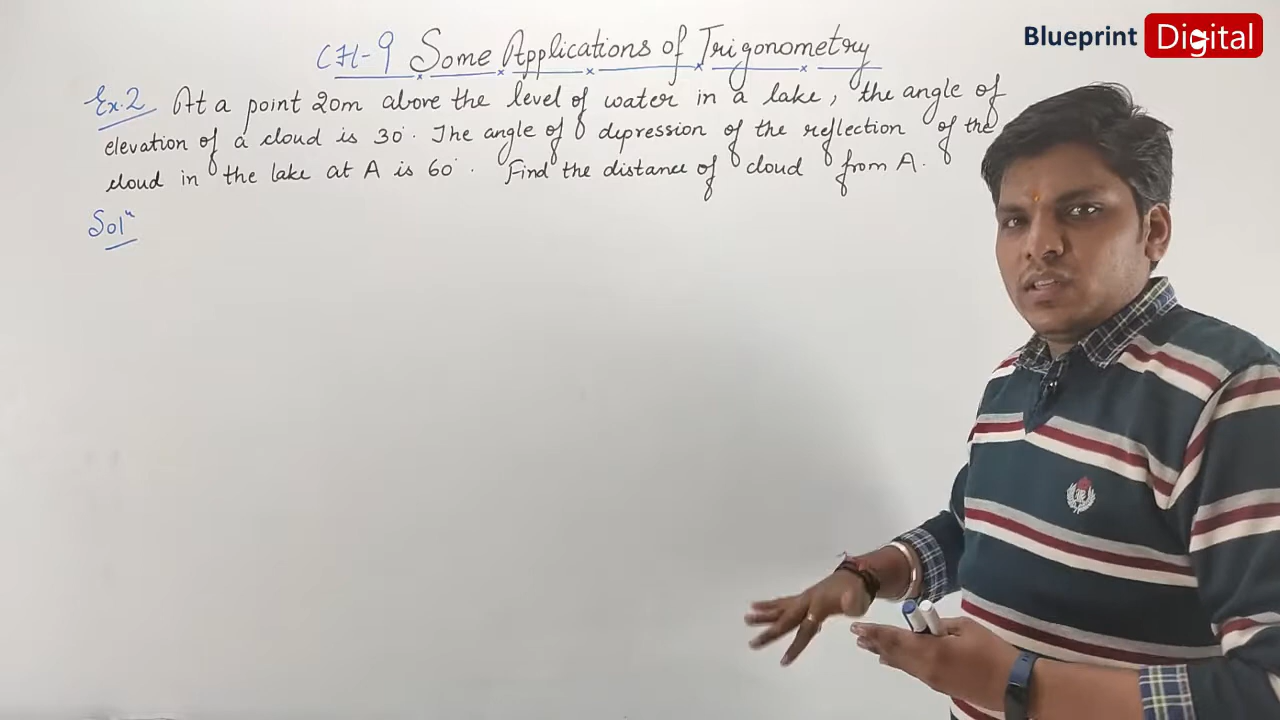 Blueprint Digital
CH-9 Some Applications of Trigonometry
Ex.2 At a point 20m above the level of water in a lake, the angle of
elevation of a cloud is 30°. The angle of depression of the reflection of the
cloud in the lake at A is 60°. Find the distance of cloud from A.
Solⁿ